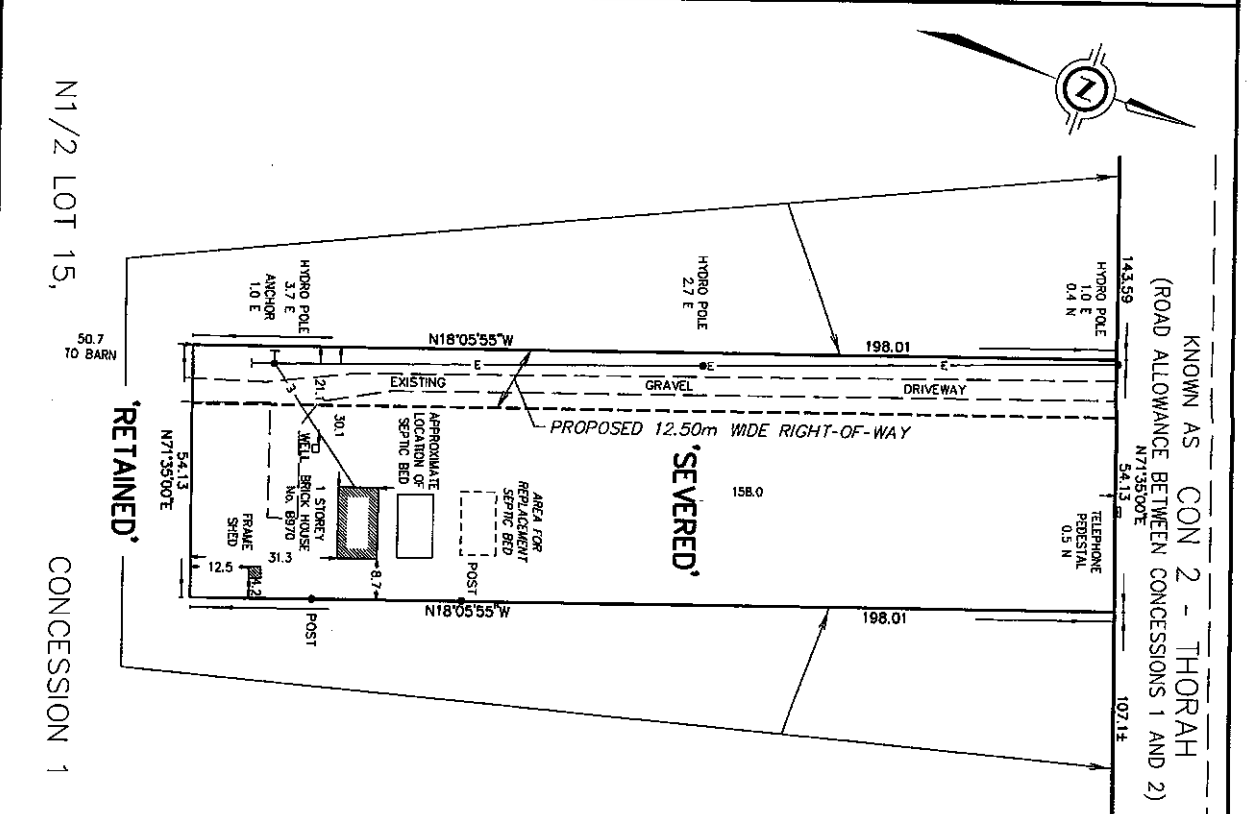 KNOWN AS CON 2 - THORAH
(ROAD ALLOWANCE BETWEEN CONCESSIONS 1 AND 2)
N
143.59
HYDRO POLE
1.0 E
0.4 N
N71°35'00"E
54.13
TELEPHONE
PEDESTAL
0.5 N
107.1±
HYDRO POLE
2.7 E
HYDRO POLE
3.7 E
ANCHOR
1.0 E
N18°05'55"W
198.01
E
E
E
EXISTING
GRAVEL
DRIVEWAY
PROPOSED 12.50m WIDE RIGHT-OF-WAY
'SEVERED'
158.0
21.1
30.1
APPROXIMATE
LOCATION OF
SEPTIC BED
AREA FOR
REPLACEMENT
SEPTIC BED
WELL
1 STOREY
BRICK HOUSE
No. B970
31.3
8.7
FRAME
SHED
12.5
4.2
POST
POST
N18°05'55"W
198.01
50.7
TO BARN
54.13
N71°35'00"E
'RETAINED'
N1/2 LOT 15,
CONCESSION 1